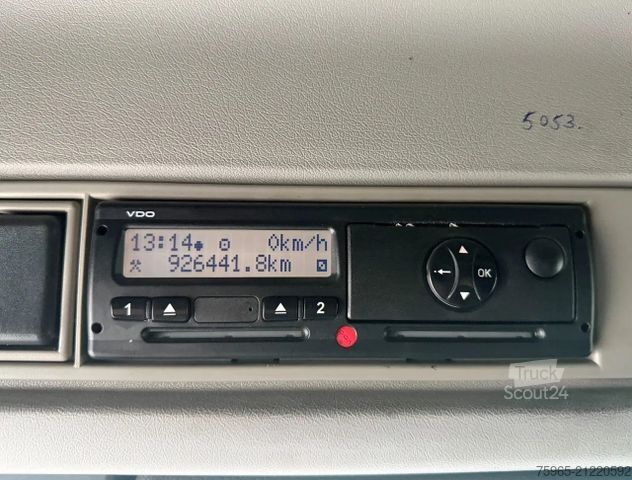 5053.
VDO
13:14 0km/h
926441.8km
1 2
OK
Truck
Scout24
75965-21220592